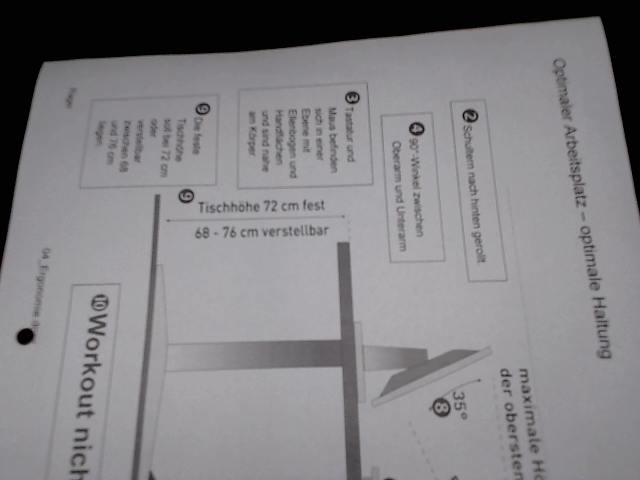 Optimaler Arbeitsplatz – optimale Haltung
maximale
der obersten
2 Schultern nach hinten gerollt
4 90°-Winkel zwischen
Oberarm und Unterarm
3 Tastatur und
Maus befinden
sich in einer
Ebene mit
Ellenbogen und
Handflächen
und sind nahe
am Körper
9 Die feste
Tischhöhe
soll bei 72 cm
oder
verstellbar
zwischen 68
und 76 cm
liegen
9
Tischhöhe 72 cm fest
68 - 76 cm verstellbar
35°
8
10 Workout nich
04_Ergonomie